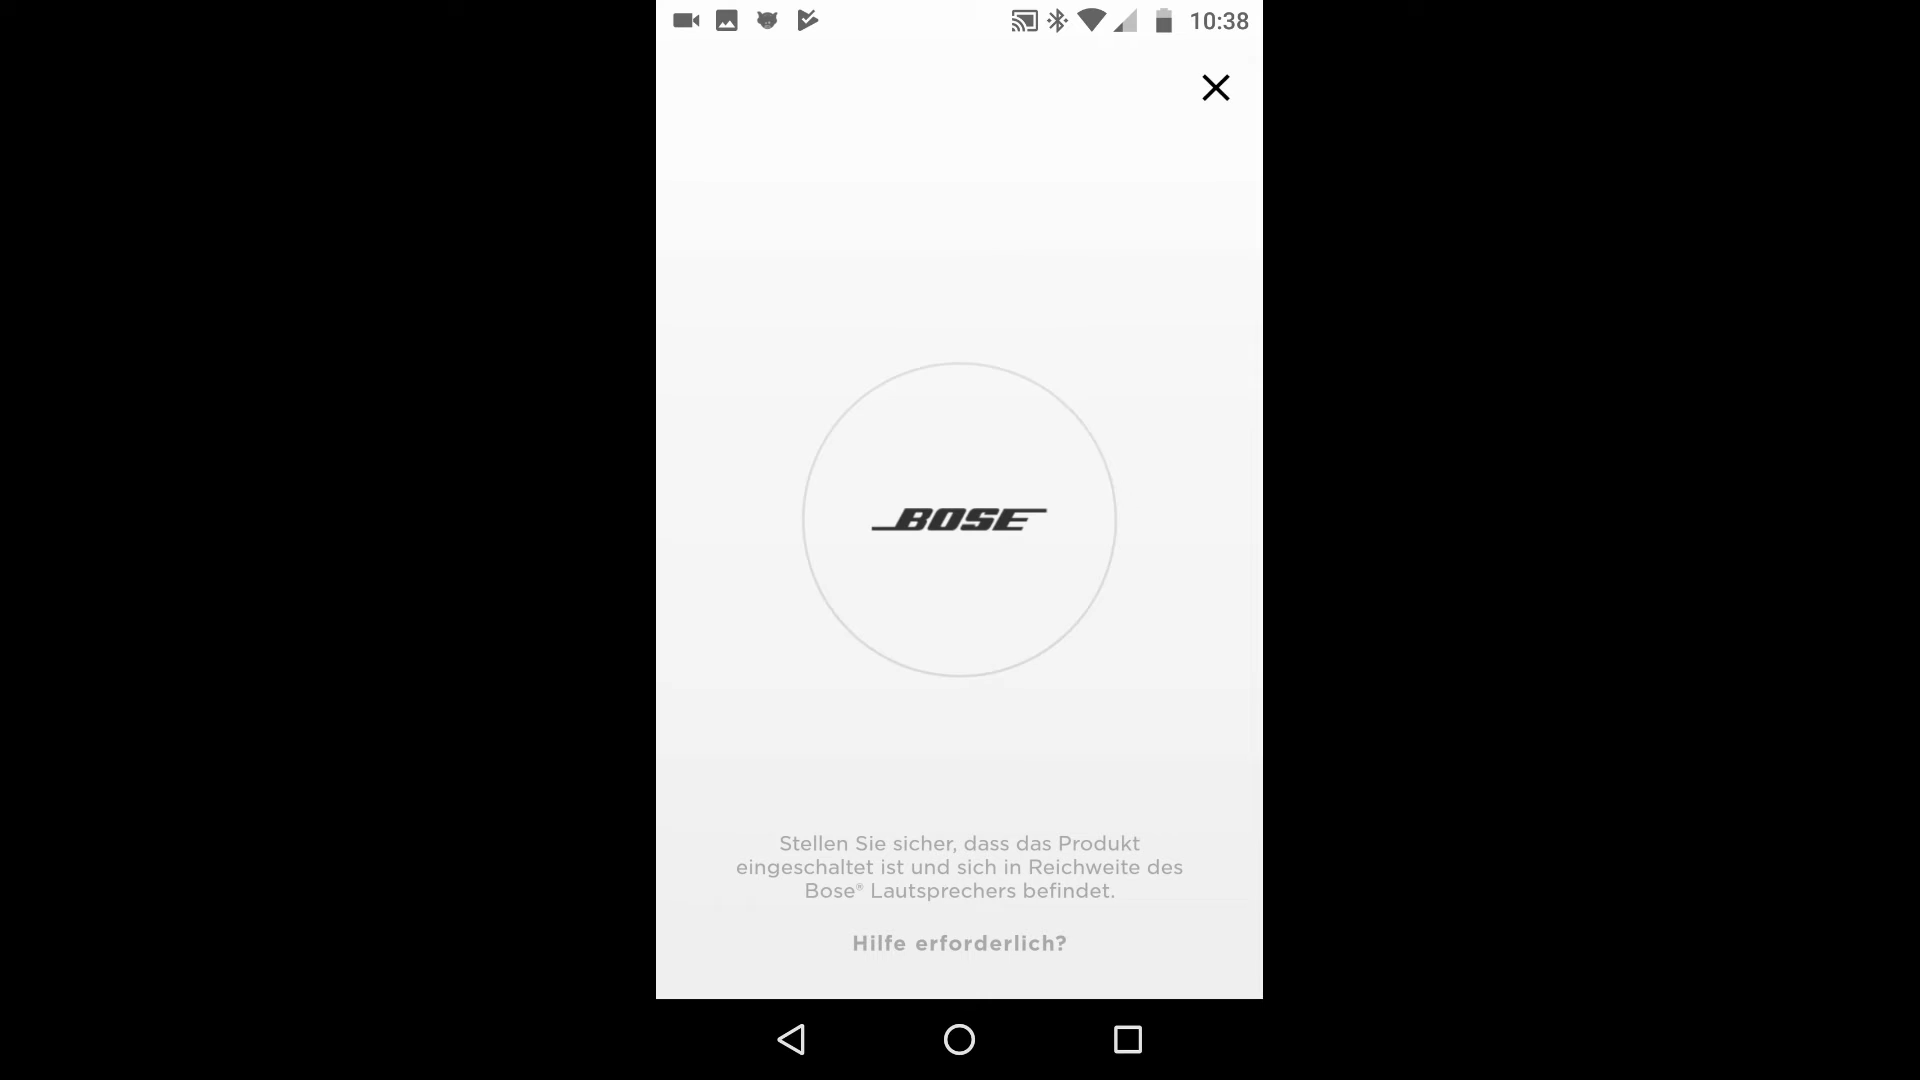 10:38
BOSE
Stellen Sie sicher, dass das Produkt
eingeschaltet ist und sich in Reichweite des
Bose® Lautsprechers befindet.
Hilfe erforderlich?